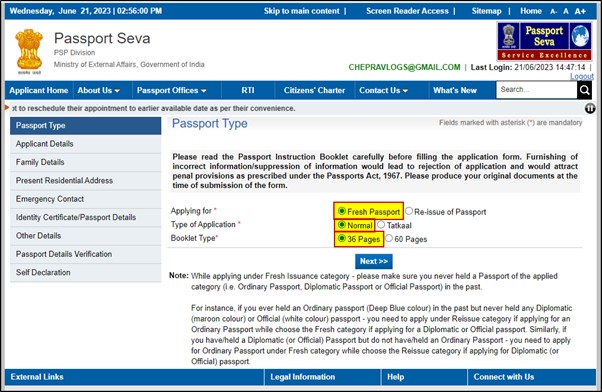 Wednesday, June 21, 2023 | 02:56:00 PM
Skip to main content |
Screen Reader Access |
Sitemap |
Home A- A A+
Passport Seva
PSP Division
Ministry of External Affairs, Government of India
Passport
Seva
Service Excellence
CHEPRAVLOGS@GMAIL.COM | Last Login: 21/06/2023 14:47:14 |
Logout
Applicant Home
About Us
Passport Offices
RTI
Citizens' Charter
Contact Us
What's New
Search...
ot to reschedule their appointment to earlier available date as per their convenience.
Passport Type
Applicant Details
Family Details
Present Residential Address
Emergency Contact
Identity Certificate/Passport Details
Other Details
Passport Details Verification
Self Declaration
Passport Type
Fields marked with asterisk (*) are mandatory
Please read the Passport Instruction Booklet carefully before filling the application form. Furnishing of
incorrect information/suppression of information would lead to rejection of application and would attract
penal provisions as prescribed under the Passports Act, 1967. Please produce your original documents at the
time of submission of the form.
Applying for * Fresh Passport Re-issue of Passport
Type of Application * Normal Tatkaal
Booklet Type* 36 Pages 60 Pages
Next >>
Note: While applying under Fresh Issuance category - please make sure you never held a Passport of the applied
category (i.e. Ordinary Passport, Diplomatic Passport or Official Passport) in the past.
For instance, if you ever held an Ordinary passport (Deep Blue colour) in the past but never held any Diplomatic
(maroon colour) or Official (white colour) passport - you need to apply under Reissue category if applying for an
Ordinary Passport while choose the Fresh category if applying for a Diplomatic or Official passport. Similarly, if
you have/held a Diplomatic (or Official) Passport but do not have/held an Ordinary Passport - you need to apply
for Ordinary Passport under Fresh category while choose the Reissue category if applying for Diplomatic (or
Official) passport.
External Links
Legal Information
Help
Connect with Us